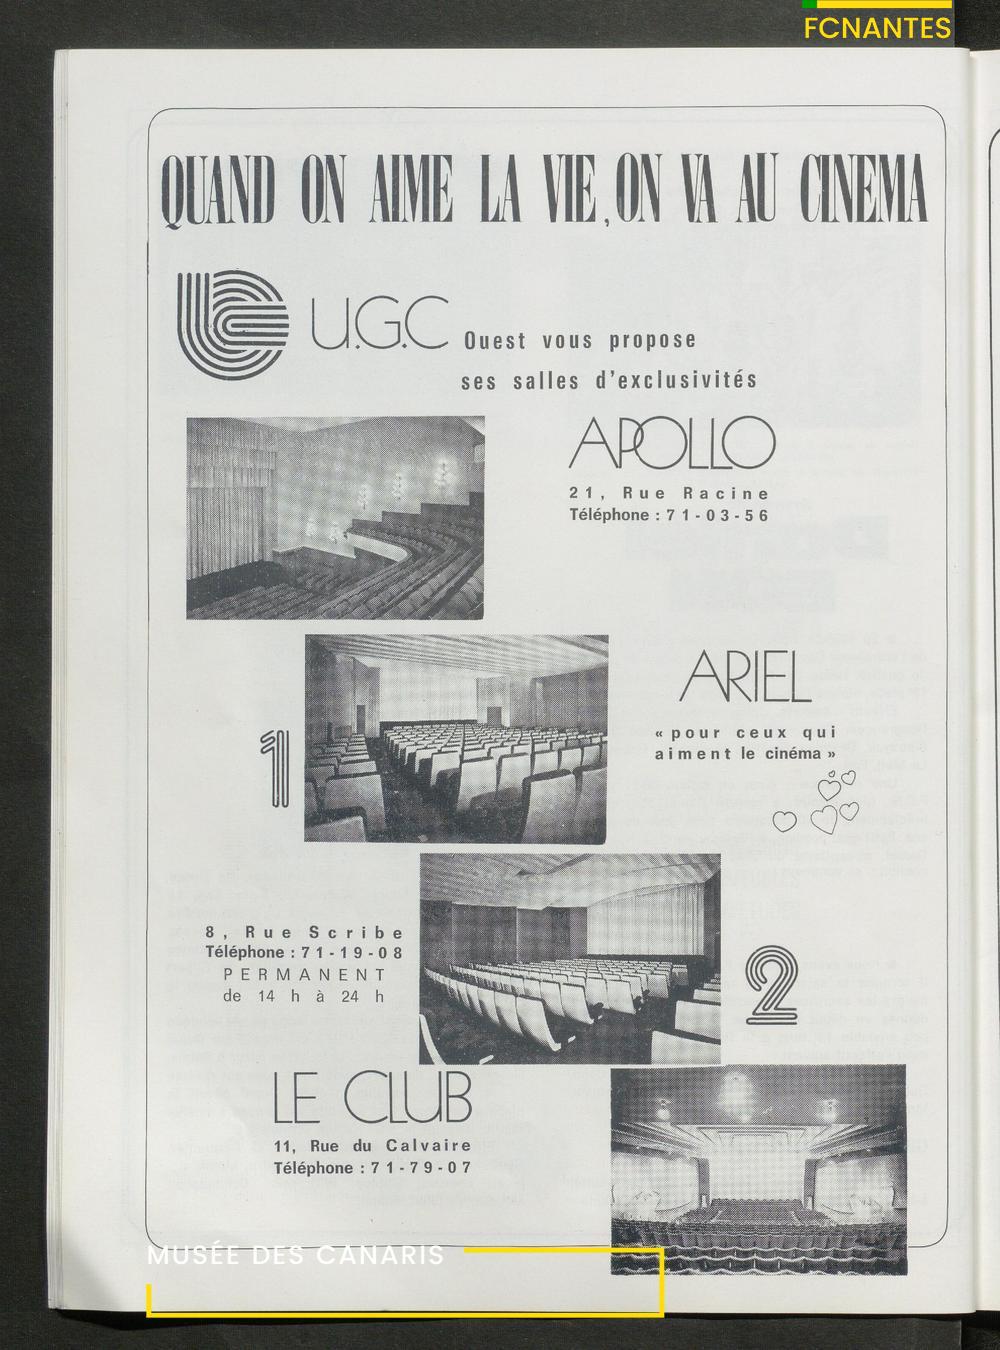 FCNANTES
QUAND ON AIME LA VIE, ON VA AU CINEMA
U.G.C Ouest vous propose
ses salles d'exclusivités
APOLLO
21, Rue Racine
Téléphone : 71-03-56
ARIEL
« pour ceux qui
aiment le cinéma »
1
8, Rue Scribe
Téléphone : 71-19-08
PERMANENT
de 14 h à 24 h
2
LE CLUB
11, Rue du Calvaire
Téléphone : 71-79-07
MUSÉE DES CANARIS